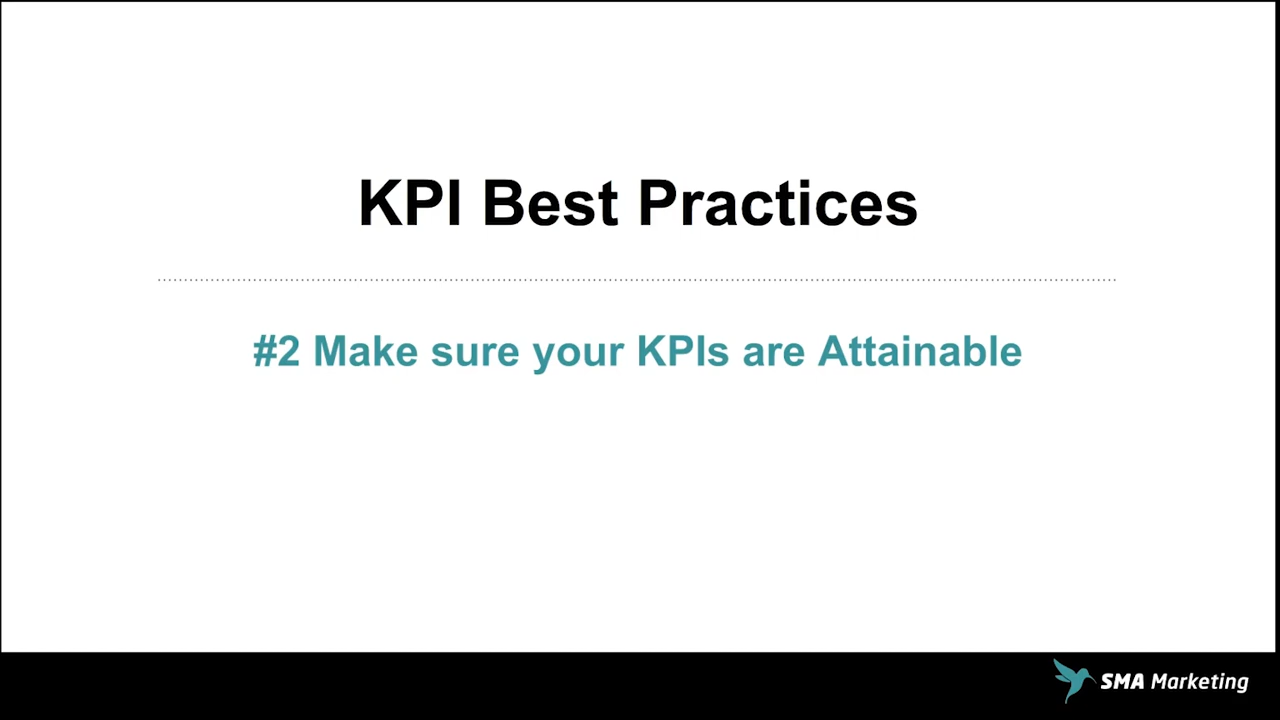 KPI Best Practices
#2 Make sure your KPIs are Attainable
SMA Marketing